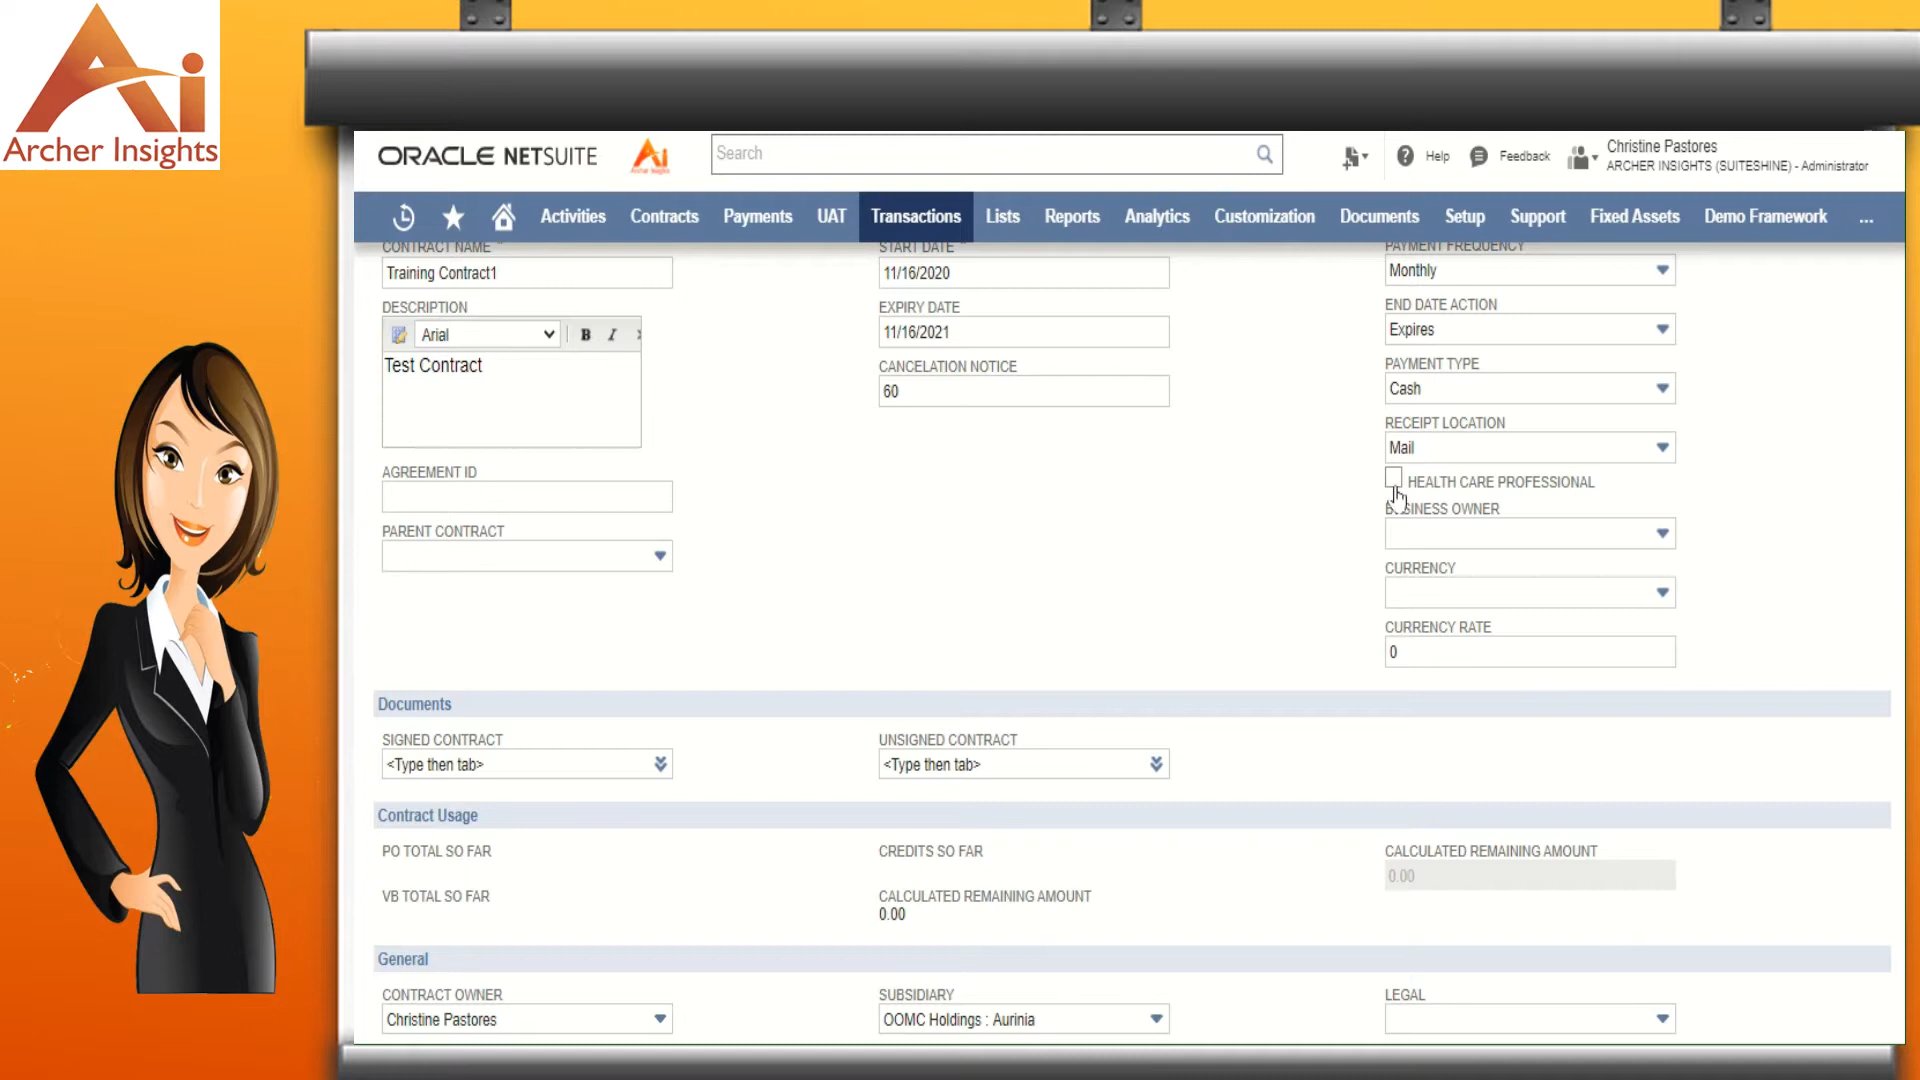 Ai
Archer Insights
ORACLE NETSUITE
Ai
Archer Insights
Search
Help
Feedback
Christine Pastores
ARCHER INSIGHTS (SUITESHINE) - Administrator
Activities Contracts Payments UAT Transactions Lists Reports Analytics Customization Documents Setup Support Fixed Assets Demo Framework ...
CONTRACT NAME *
Training Contract1
DESCRIPTION
Arial B I
Test Contract
AGREEMENT ID
PARENT CONTRACT
START DATE *
11/16/2020
EXPIRY DATE
11/16/2021
CANCELATION NOTICE
60
PAYMENT FREQUENCY
Monthly
END DATE ACTION
Expires
PAYMENT TYPE
Cash
RECEIPT LOCATION
Mail
HEALTH CARE PROFESSIONAL
BUSINESS OWNER
CURRENCY
CURRENCY RATE
0
Documents
SIGNED CONTRACT
<Type then tab>
UNSIGNED CONTRACT
<Type then tab>
Contract Usage
PO TOTAL SO FAR
VB TOTAL SO FAR
CREDITS SO FAR
CALCULATED REMAINING AMOUNT
0.00
CALCULATED REMAINING AMOUNT
0.00
General
CONTRACT OWNER
Christine Pastores
SUBSIDIARY
OOMC Holdings : Aurinia
LEGAL